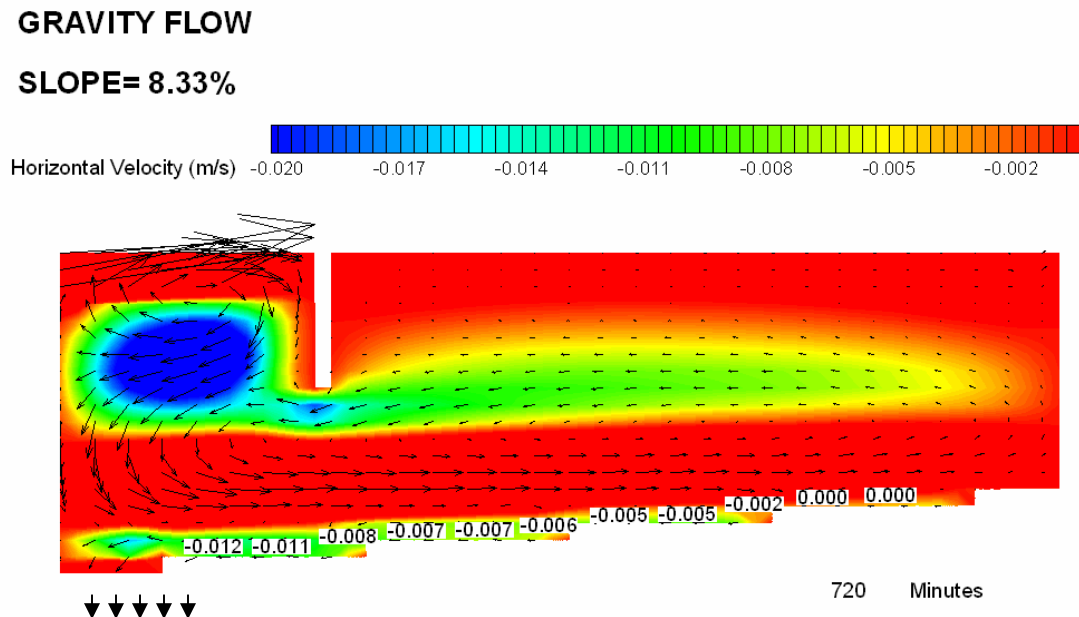 GRAVITY FLOW
SLOPE= 8.33%
Horizontal Velocity (m/s) -0.020 -0.017 -0.014 -0.011 -0.008 -0.005 -0.002
-0.012 -0.011 -0.008 -0.007 -0.007 -0.006 -0.005 -0.005 -0.002 0.000 0.000
720 Minutes